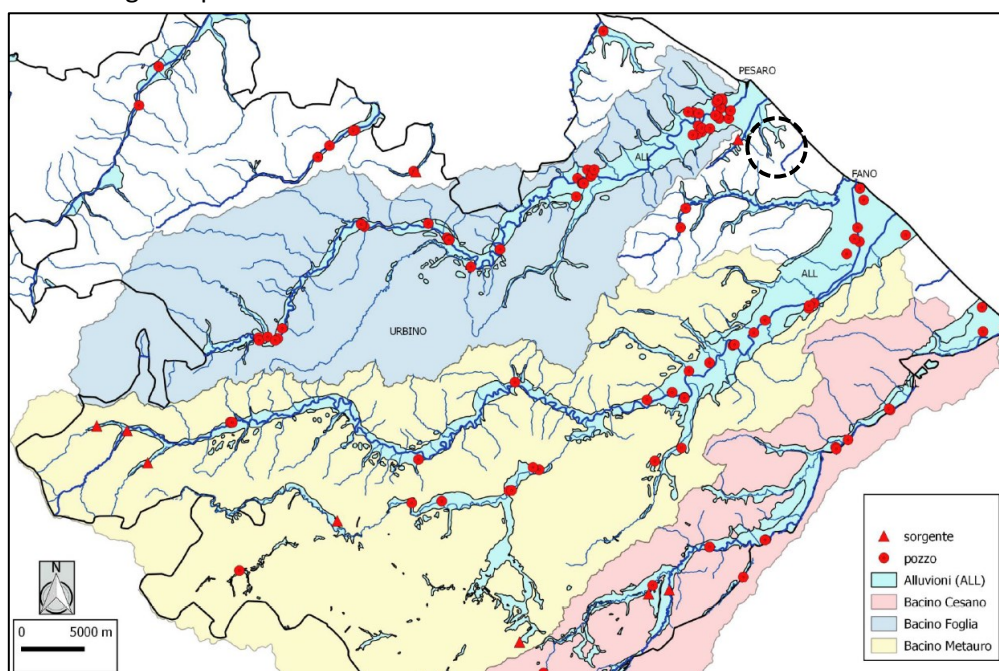 PESARO
ALL
FANO
ALL
URBINO
N
0 5000 m
sorgente
pozzo
Alluvioni (ALL)
Bacino Cesano
Bacino Foglia
Bacino Metauro